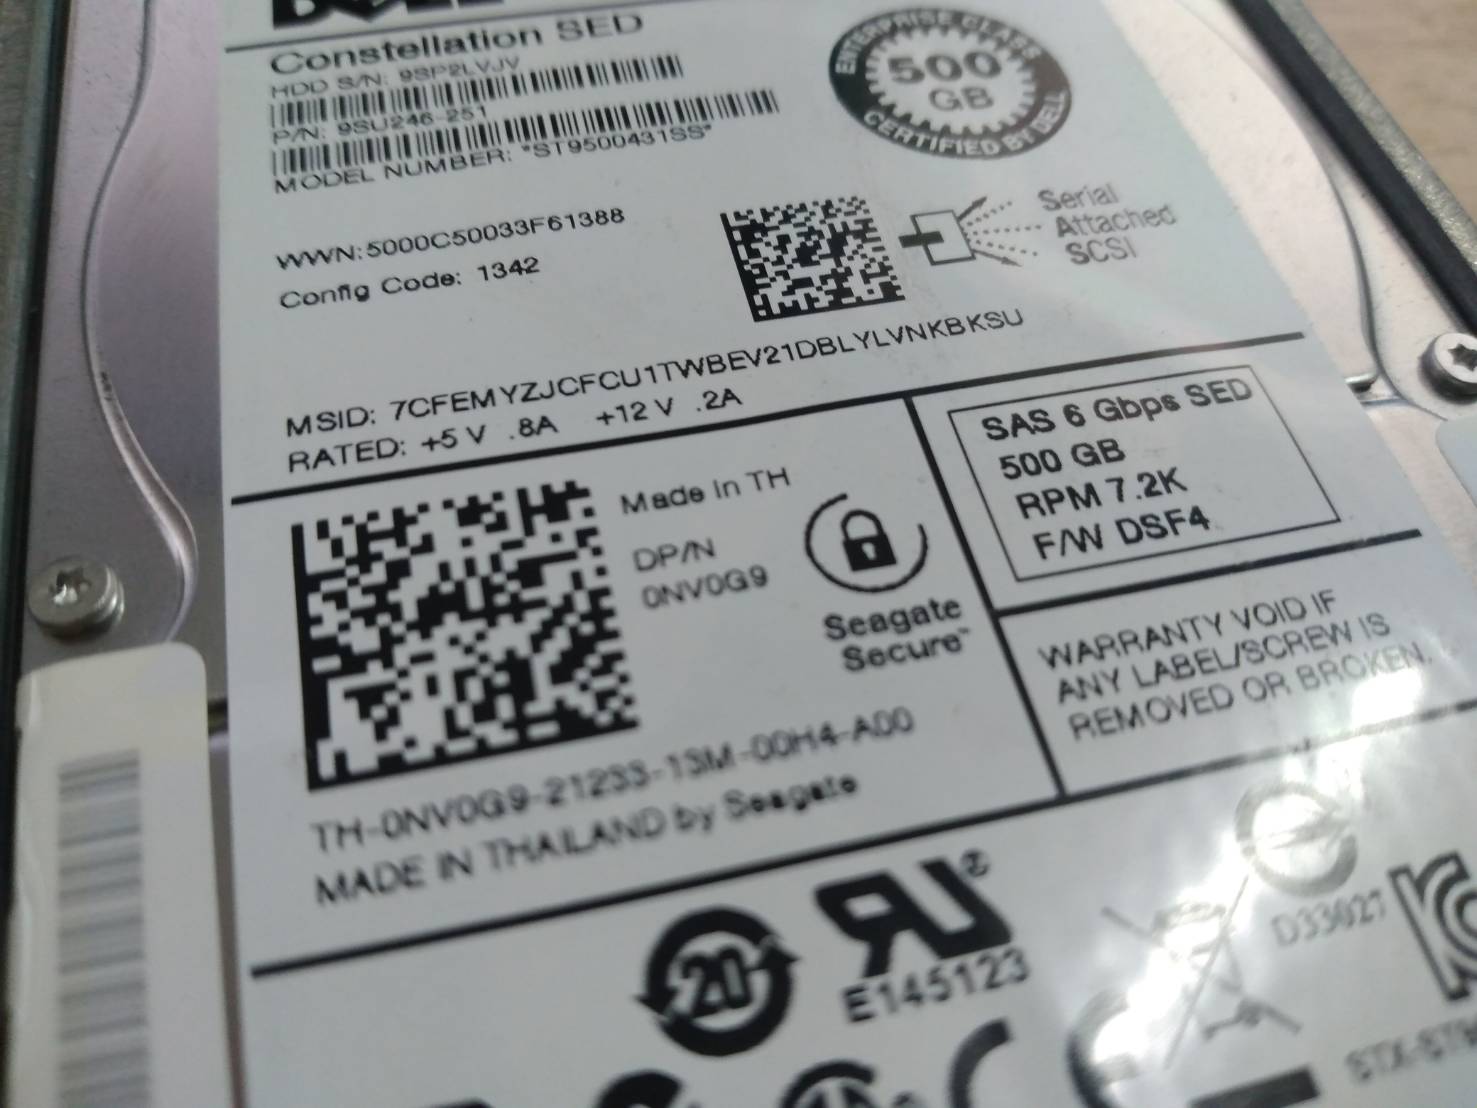 DELL
Constellation SED
HDD S/N: 9SP2LVJV
P/N: 9SU246-251
MODEL NUMBER: "ST9500431SS"
ENTERPRISE CLASS
500
GB
CERTIFIED BY DELL
WWN:5000C50033F61388
Config Code: 1342
Serial
Attached
SCSI
MSID: 7CFEMYZJCFCU1TWBEV21DBLYLVNKBKSU
RATED: +5 V .8A +12 V .2A
Made in TH
DP/N
0NV0G9
Seagate
Secure™
SAS 6 Gbps SED
500 GB
RPM 7.2K
F/W DSF4
WARRANTY VOID IF
ANY LABEL/SCREW IS
REMOVED OR BROKEN.
TH-0NV0G9-21233-13M-00H4-A00
MADE IN THAILAND by Seagate
20
RU®
E145123
D33027